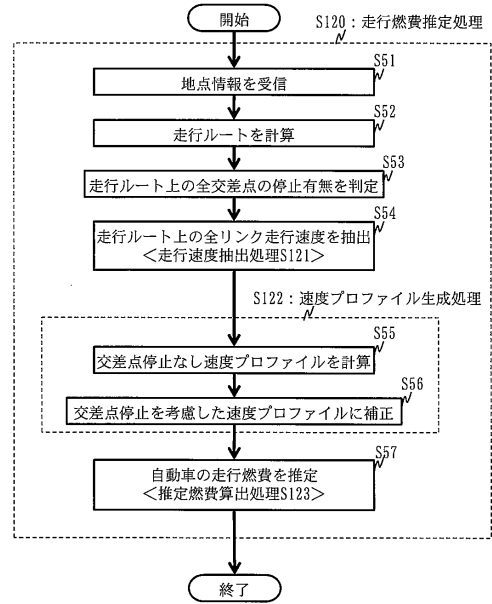 開始
S120：走行燃費推定処理
S51
地点情報を受信
S52
走行ルートを計算
S53
走行ルート上の全交差点の停止有無を判定
S54
走行ルート上の全リンク走行速度を抽出
＜走行速度抽出処理S121＞
S122：速度プロファイル生成処理
S55
交差点停止なし速度プロファイルを計算
S56
交差点停止を考慮した速度プロファイルに補正
S57
自動車の走行燃費を推定
＜推定燃費算出処理S123＞
終了